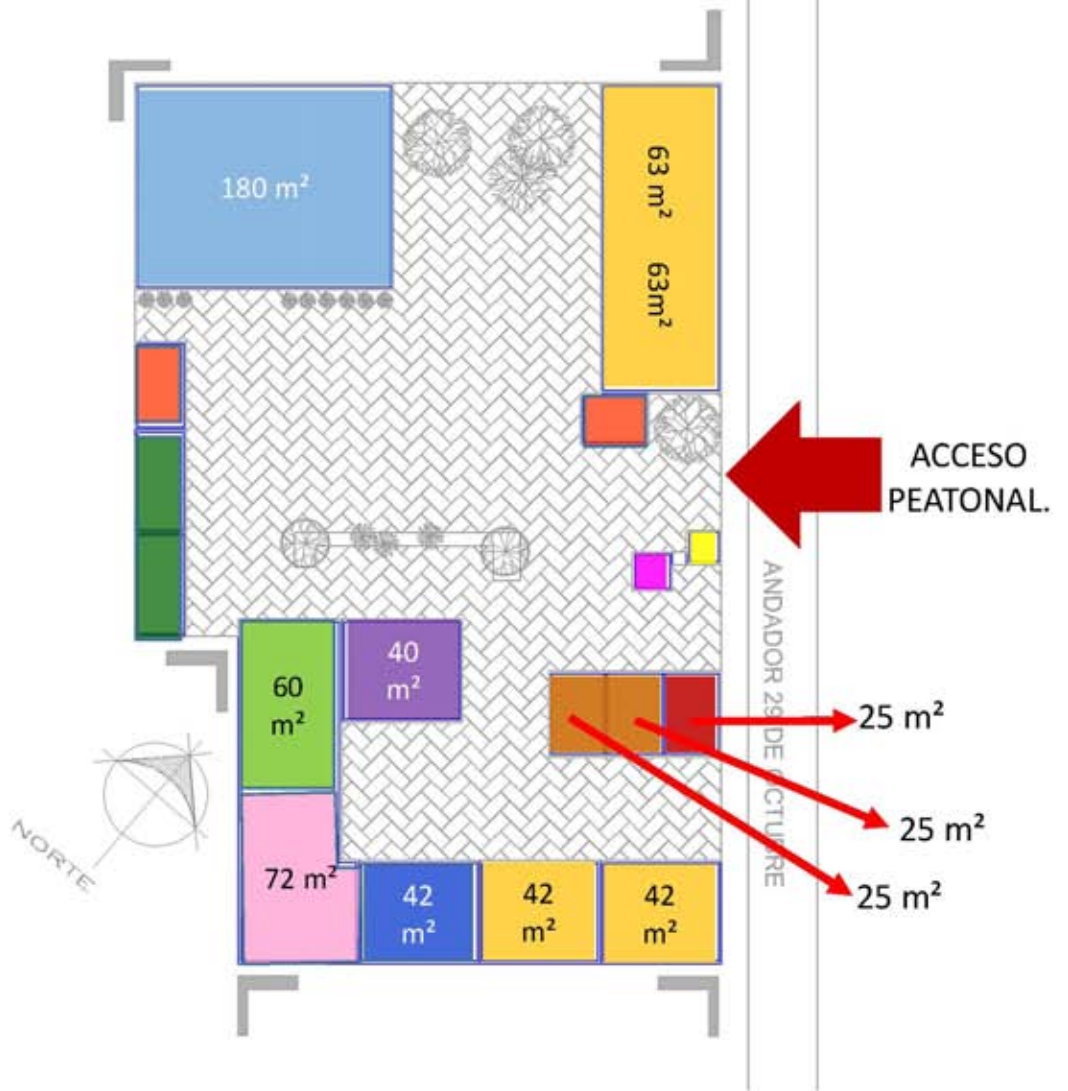 180 m²
63 m²
63m²
ACCESO
PEATONAL.
ANDADOR 29 DE OCTUBRE
40
m²
60
m²
25 m²
25 m²
25 m²
NORTE
72 m²
42
m²
42
m²
42
m²